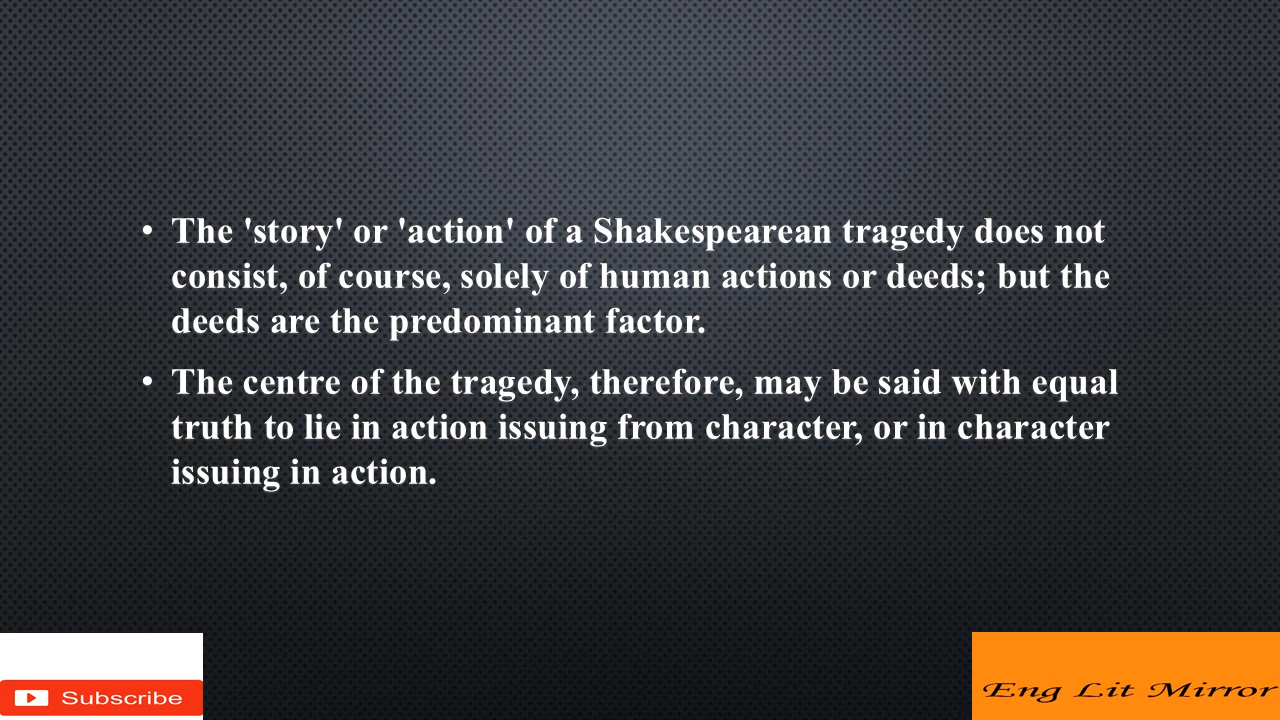 • The 'story' or 'action' of a Shakespearean tragedy does not
consist, of course, solely of human actions or deeds; but the
deeds are the predominant factor.
• The centre of the tragedy, therefore, may be said with equal
truth to lie in action issuing from character, or in character
issuing in action.
Subscribe
Eng Lit Mirror